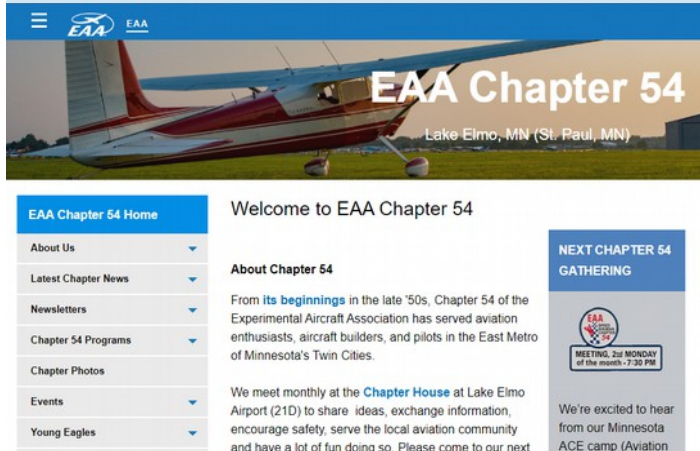 EAA
EAA
EAA Chapter 54
Lake Elmo, MN (St. Paul, MN)
EAA Chapter 54 Home
About Us
Latest Chapter News
Newsletters
Chapter 54 Programs
Chapter Photos
Events
Young Eagles
Welcome to EAA Chapter 54
About Chapter 54
From its beginnings in the late '50s, Chapter 54 of the
Experimental Aircraft Association has served aviation
enthusiasts, aircraft builders, and pilots in the East Metro
of Minnesota's Twin Cities.
We meet monthly at the Chapter House at Lake Elmo
Airport (21D) to share ideas, exchange information,
encourage safety, serve the local aviation community
and have a lot of fun doing so. Please come to our next
NEXT CHAPTER 54
GATHERING
EAA
54
MEETING, 2nd MONDAY
of the month - 7:30 PM
We're excited to hear
from our Minnesota
ACE camp (Aviation